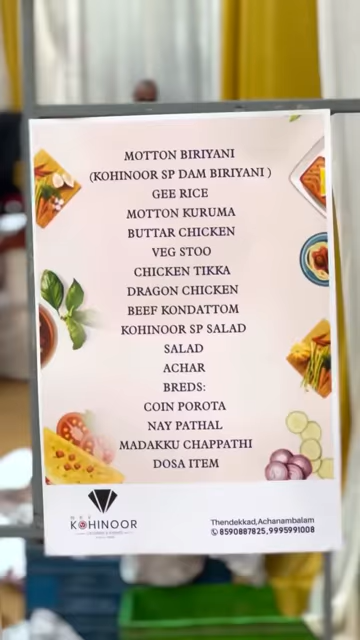 MOTTON BIRIYANI
(KOHINOOR SP DAM BIRIYANI )
GEE RICE
MOTTON KURUMA
BUTTAR CHICKEN
VEG STOO
CHICKEN TIKKA
DRAGON CHICKEN
BEEF KONDATTOM
KOHINOOR SP SALAD
SALAD
ACHAR
BREDS:
COIN POROTA
NAY PATHAL
MADAKKU CHAPPATHI
DOSA ITEM
KOHINOOR
Thendekkad,Achanambalam
8590887825,9995991008